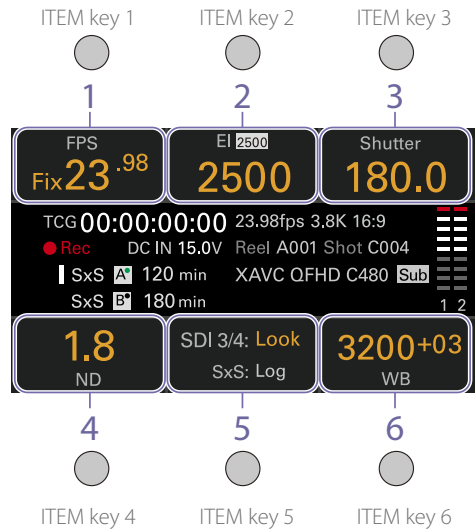 ITEM key 1 ITEM key 2 ITEM key 3
1 2 3
FPS EI 2500 Shutter
Fix23.98 2500 180.0
TCG 00:00:00:00 23.98fps 3.8K 16:9
Rec DC IN 15.0V Reel A001 Shot C004
SxS A 120 min XAVC QFHD C480 Sub
SxS B 180 min 1 2
1.8 SDI 3/4: Look 3200+03
ND SxS: Log WB
4 5 6
ITEM key 4 ITEM key 5 ITEM key 6